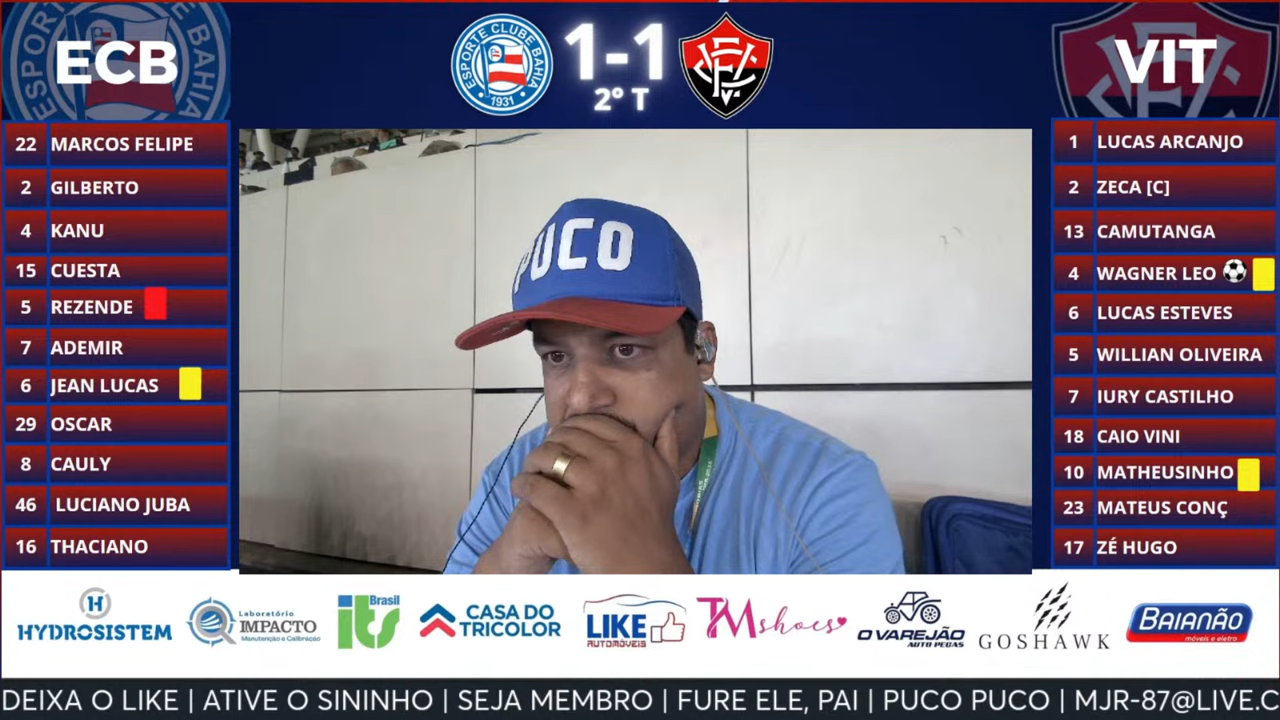 ECB
1-1
2º T
VIT
ESPORTE CLUBE BAHIA
1931
22 MARCOS FELIPE
2 GILBERTO
4 KANU
15 CUESTA
5 REZENDE
7 ADEMIR
6 JEAN LUCAS
29 OSCAR
8 CAULY
46 LUCIANO JUBA
16 THACIANO
PUCO
1 LUCAS ARCANJO
2 ZECA [C]
13 CAMUTANGA
4 WAGNER LEO
6 LUCAS ESTEVES
5 WILLIAN OLIVEIRA
7 IURY CASTILHO
18 CAIO VINI
10 MATHEUSINHO
23 MATEUS CONÇ
17 ZÉ HUGO
H
HYDROSISTEM
Laboratório
IMPACTO
Manutenção e Calibração
its Brasil
CASA DO
TRICOLOR
LIKE
AUTOMÓVEIS
TM shoes
O VAREJÃO
AUTO PEÇAS
GOSHAWK
BAIANÃO
móveis e eletro
DEIXA O LIKE | ATIVE O SININHO | SEJA MEMBRO | FURE ELE, PAI | PUCO PUCO | MJR-87@LIVE.C